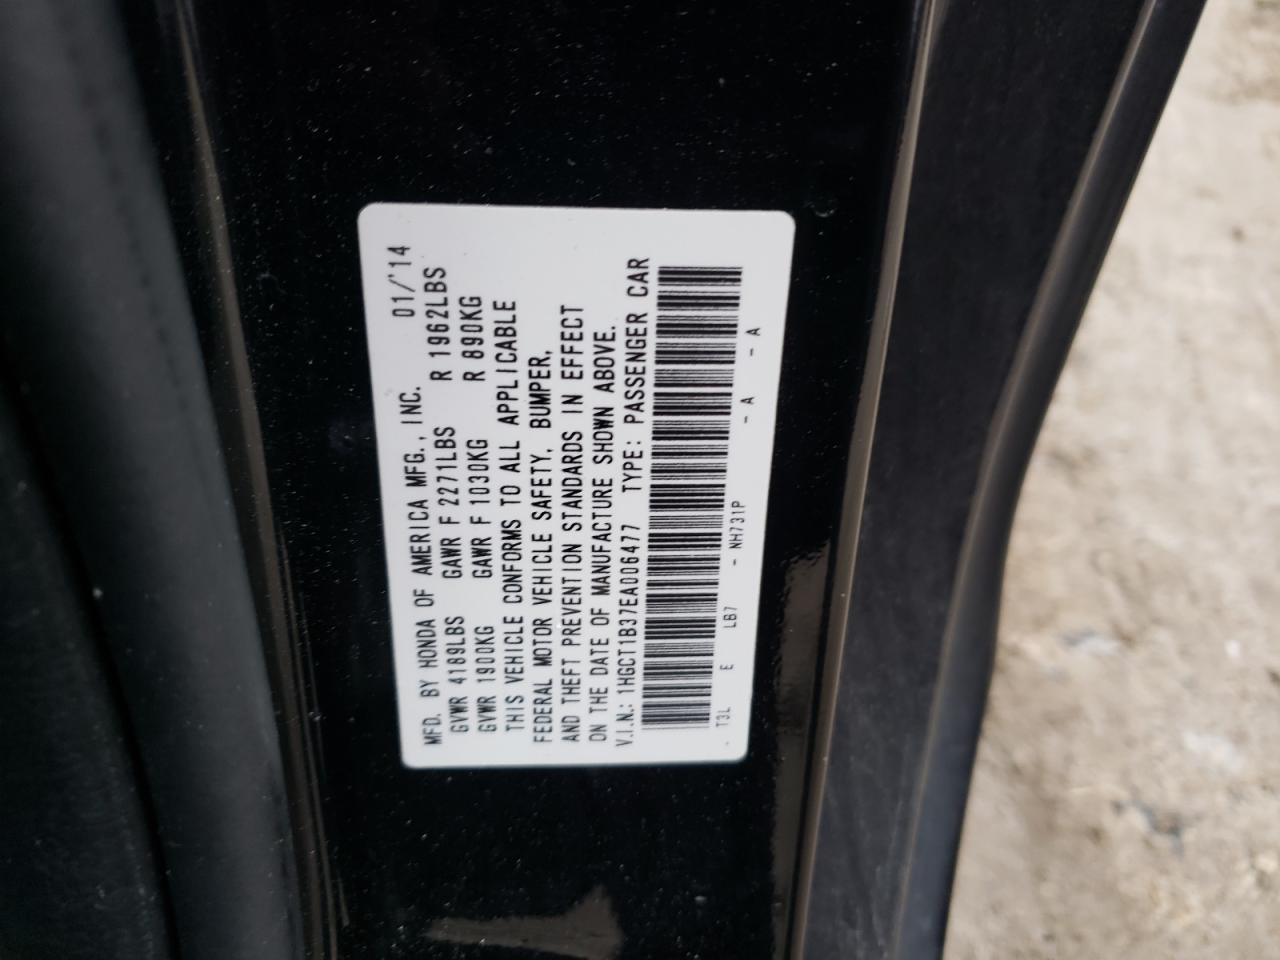 MFD. BY HONDA OF AMERICA MFG., INC. 01/'14
GVWR 4189LBS GAWR F 2271LBS R 1962LBS
GVWR 1900KG GAWR F 1030KG R 890KG
THIS VEHICLE CONFORMS TO ALL APPLICABLE
FEDERAL MOTOR VEHICLE SAFETY, BUMPER,
AND THEFT PREVENTION STANDARDS IN EFFECT
ON THE DATE OF MANUFACTURE SHOWN ABOVE.
V.I.N.: 1HGCT1B37EA006477 TYPE: PASSENGER CAR
- T3L E LB7 - NH731P - A - A